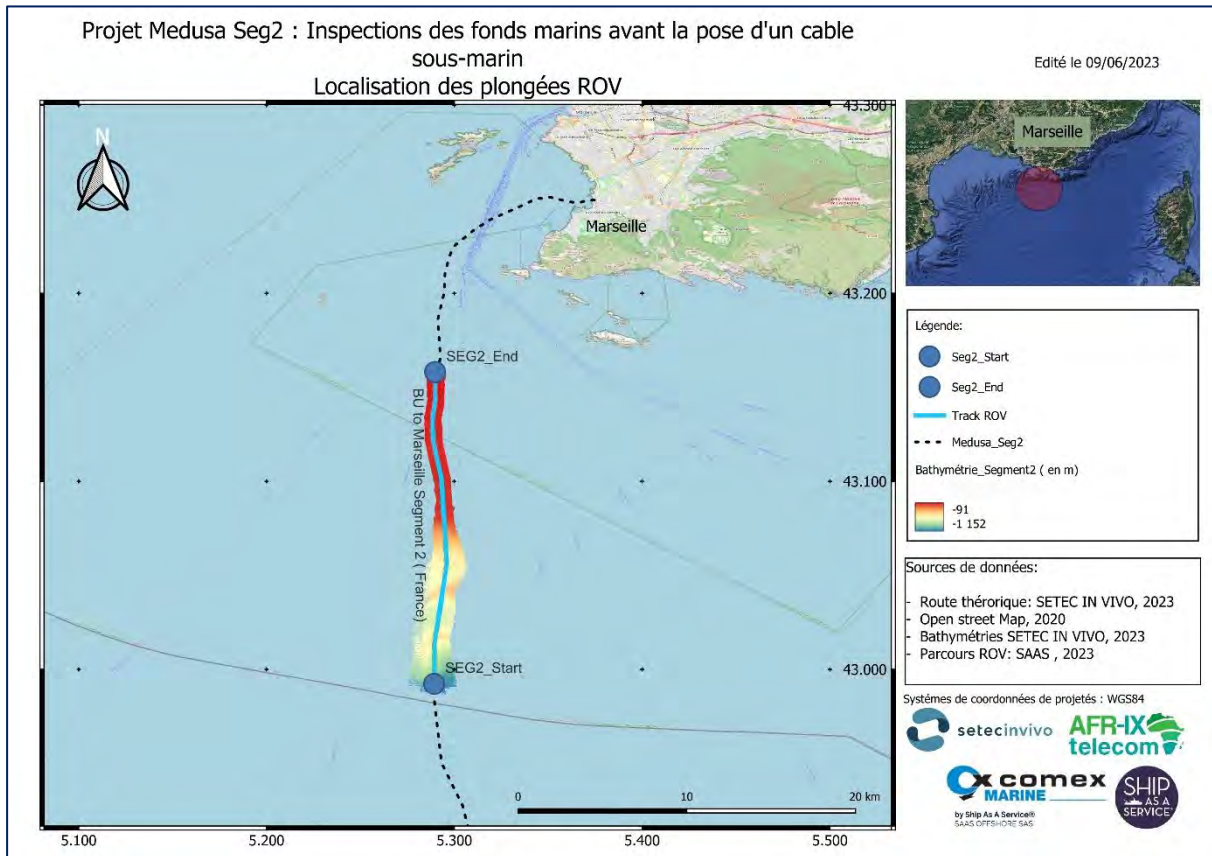 Projet Medusa Seg2 : Inspections des fonds marins avant la pose d'un cable
sous-marin
Localisation des plongées ROV
Edité le 09/06/2023
N
43.300
Marseille
43.200
SEG2_End
BU to Marseille Segment 2 ( France)
43.100
SEG2_Start
43.000
0 10 20 km
5.100 5.200 5.300 5.400 5.500
Marseille
Légende:
Seg2_Start
Seg2_End
Track ROV
Medusa_Seg2
Bathymétrie_Segment2 ( en m)
-91
-1 152
Sources de données:
- Route thérorique: SETEC IN VIVO, 2023
- Open street Map, 2020
- Bathymétries SETEC IN VIVO, 2023
- Parcours ROV: SAAS , 2023
Systèmes de coordonnées de projetés : WGS84
setecinvivo
AFR-IX
telecom
comex
MARINE
by Ship As A Service®
SAAS OFFSHORE SAS
SHIP
AS A
SERVICE